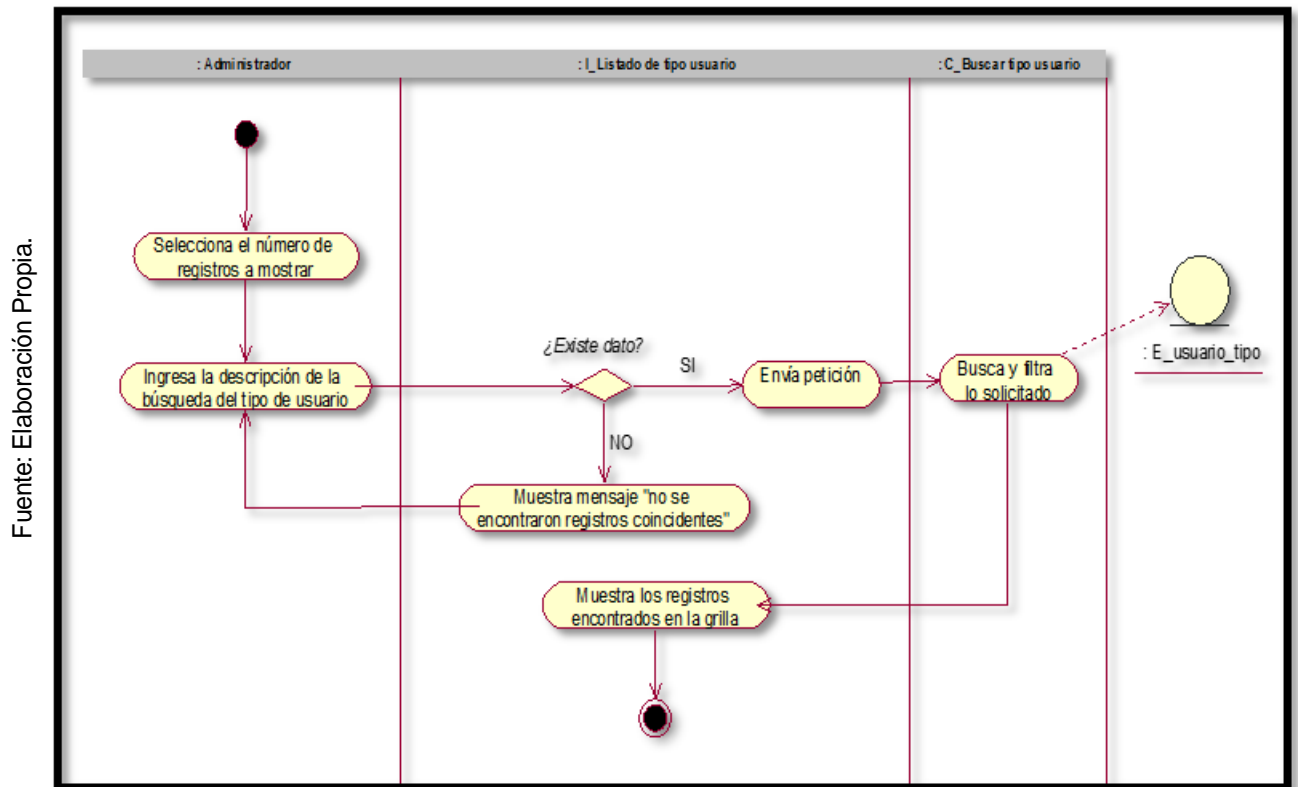 : Administrador
: I_Listado de tipo usuario
: C_Buscar tipo usuario
Selecciona el número de
registros a mostrar
Ingresa la descripción de la
búsqueda del tipo de usuario
¿Existe dato?
SI
Envía petición
Busca y filtra
lo solicitado
: E_usuario_tipo
NO
Muestra mensaje "no se
encontraron registros coincidentes"
Muestra los registros
encontrados en la grilla
Fuente: Elaboración Propia.